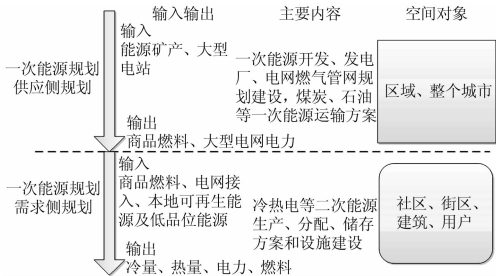 输入输出
主要内容
空间对象
输入
能源矿产、大型
电站
一次能源规划
供应侧规划
一次能源开发、发电
厂、电网燃气管网规
划建设，煤炭、石油
等一次能源运输方案
区域、整个城市
输出
商品燃料、大型电网电力
输入
商品燃料、电网接
入、本地可再生能
源及低品位能源
一次能源规划
需求侧规划
冷热电等二次能源
生产、分配、储存
方案和设施建设
社区、街区、
建筑、用户
输出
冷量、热量、电力、燃料